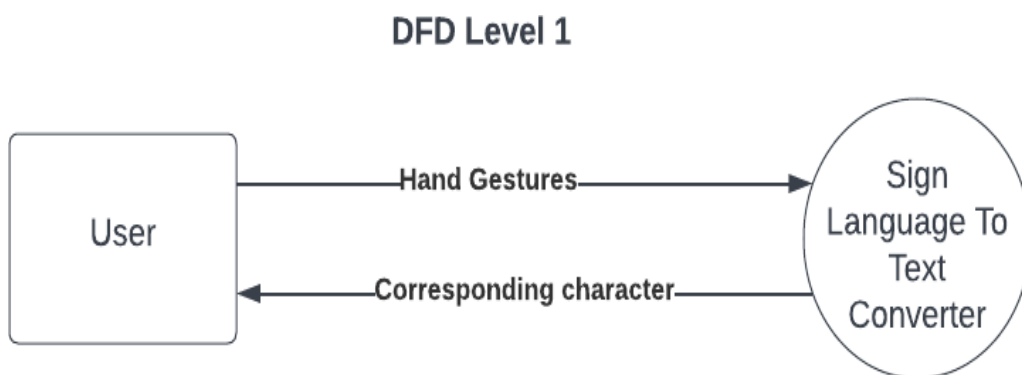 DFD Level 1
Hand Gestures
User
Corresponding character
Sign
Language To
Text
Converter